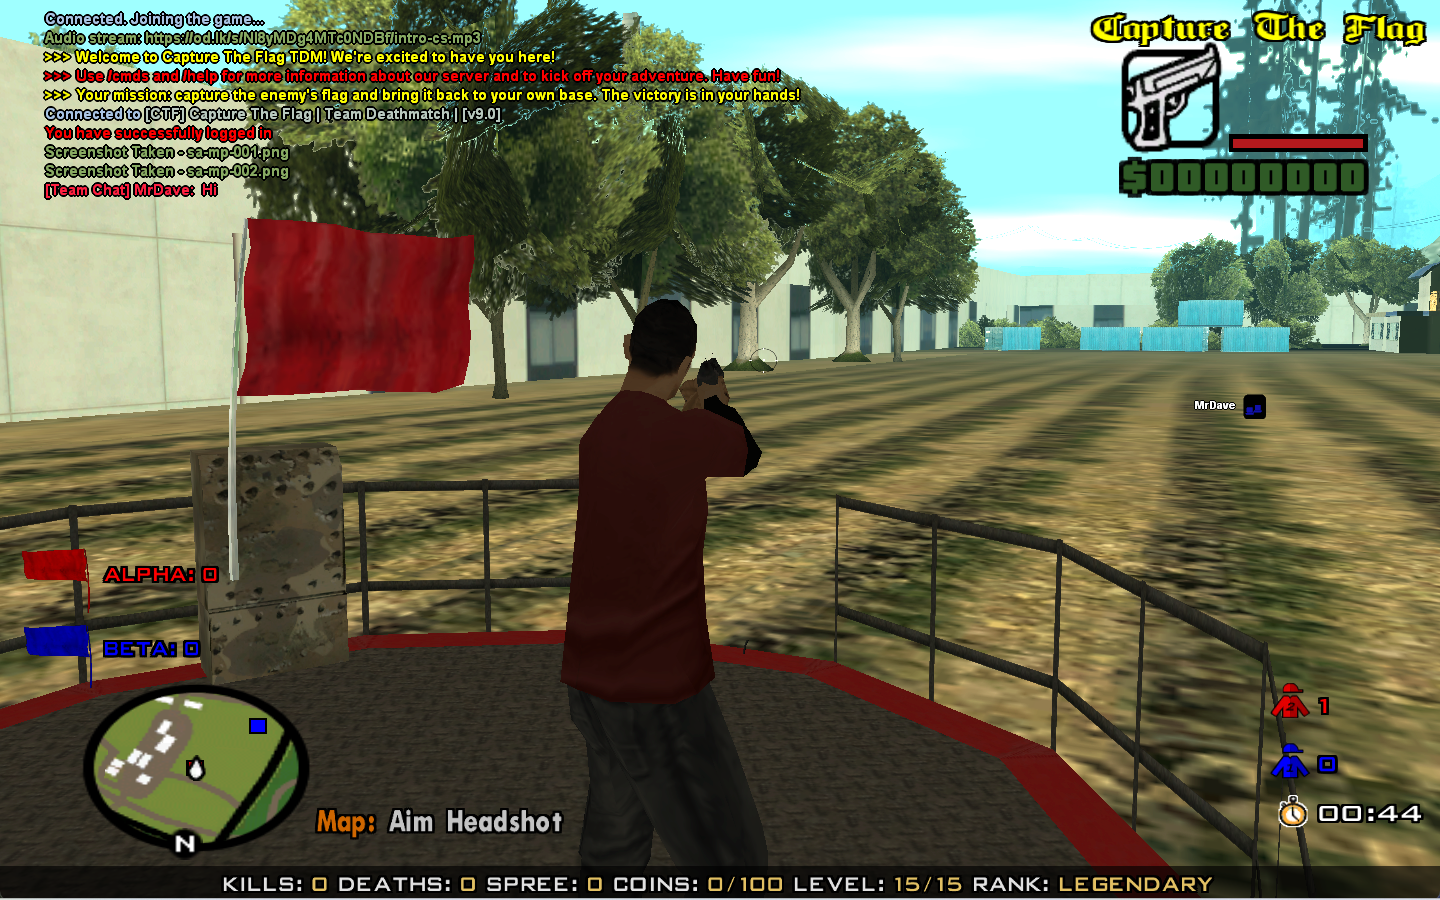 Connected. Joining the game...
Audio stream: https://od.lk/s/Nl8yMDg4MTc0NDBf/intro-cs.mp3
>>> Welcome to Capture The Flag TDM! We're excited to have you here!
>>> Use /cmds and /help for more information about our server and to kick off your adventure. Have fun!
>>> Your mission: capture the enemy's flag and bring it back to your own base. The victory is in your hands!
Connected to [CTF] Capture The Flag | Team Deathmatch | [v9.0]
You have successfully logged in
Screenshot Taken - sa-mp-001.png
Screenshot Taken - sa-mp-002.png
[Team Chat] MrDave: Hi
Capture The Flag
$00000000
MrDave
ALPHA: 0
BETA: 0
1
0
00:44
N
Map: Aim Headshot
KILLS: 0 DEATHS: 0 SPREE: 0 COINS: 0/100 LEVEL: 15/15 RANK: LEGENDARY